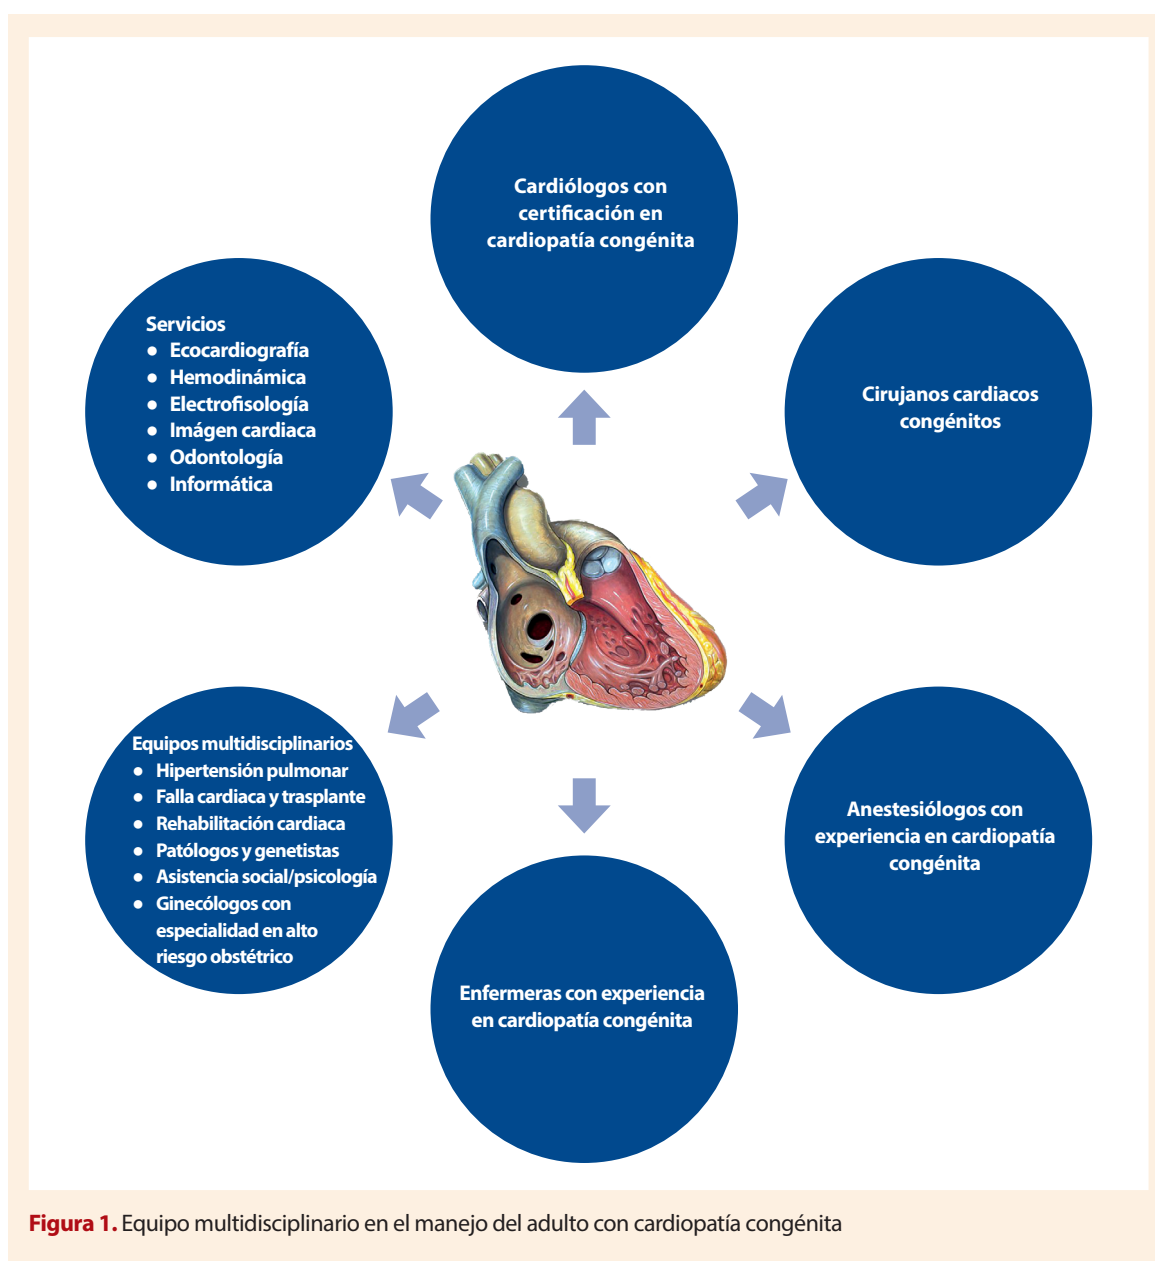 Cardiólogos con
certificación en
cardiopatía congénita
Servicios
● Ecocardiografía
● Hemodinámica
● Electrofisología
● Imágen cardiaca
● Odontología
● Informática
Cirujanos cardiacos
congénitos
Equipos multidisciplinarios
● Hipertensión pulmonar
● Falla cardiaca y trasplante
● Rehabilitación cardiaca
● Patólogos y genetistas
● Asistencia social/psicología
● Ginecólogos con
especialidad en alto
riesgo obstétrico
Anestesiólogos con
experiencia en cardiopatía
congénita
Enfermeras con experiencia
en cardiopatía congénita
Figura 1. Equipo multidisciplinario en el manejo del adulto con cardiopatía congénita